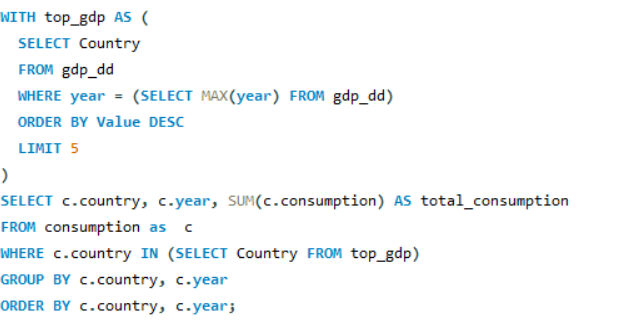 WITH top_gdp AS (
  SELECT Country
  FROM gdp_dd
  WHERE year = (SELECT MAX(year) FROM gdp_dd)
  ORDER BY Value DESC
  LIMIT 5
)
SELECT c.country, c.year, SUM(c.consumption) AS total_consumption
FROM consumption as  c
WHERE c.country IN (SELECT Country FROM top_gdp)
GROUP BY c.country, c.year
ORDER BY c.country, c.year;